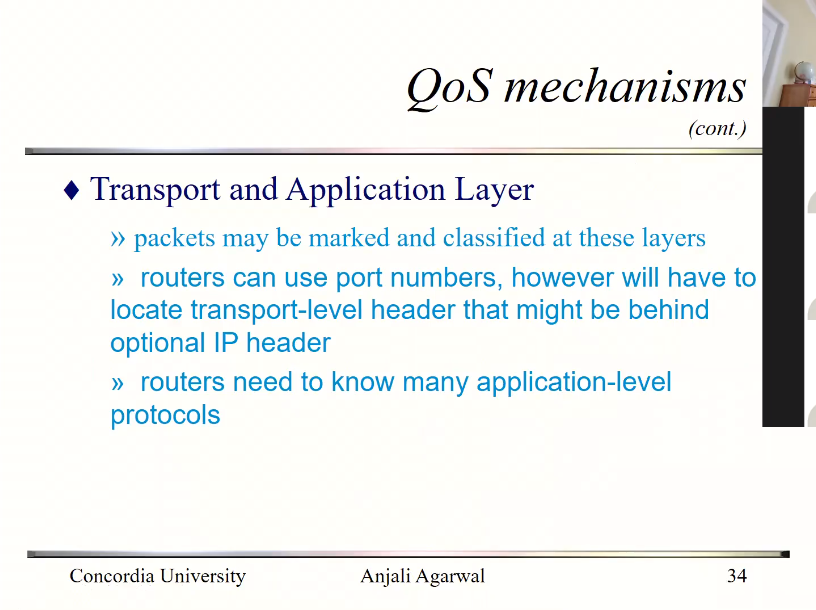 QoS mechanisms
(cont.)
♦ Transport and Application Layer
» packets may be marked and classified at these layers
» routers can use port numbers, however will have to
locate transport-level header that might be behind
optional IP header
» routers need to know many application-level
protocols
Concordia University Anjali Agarwal 34